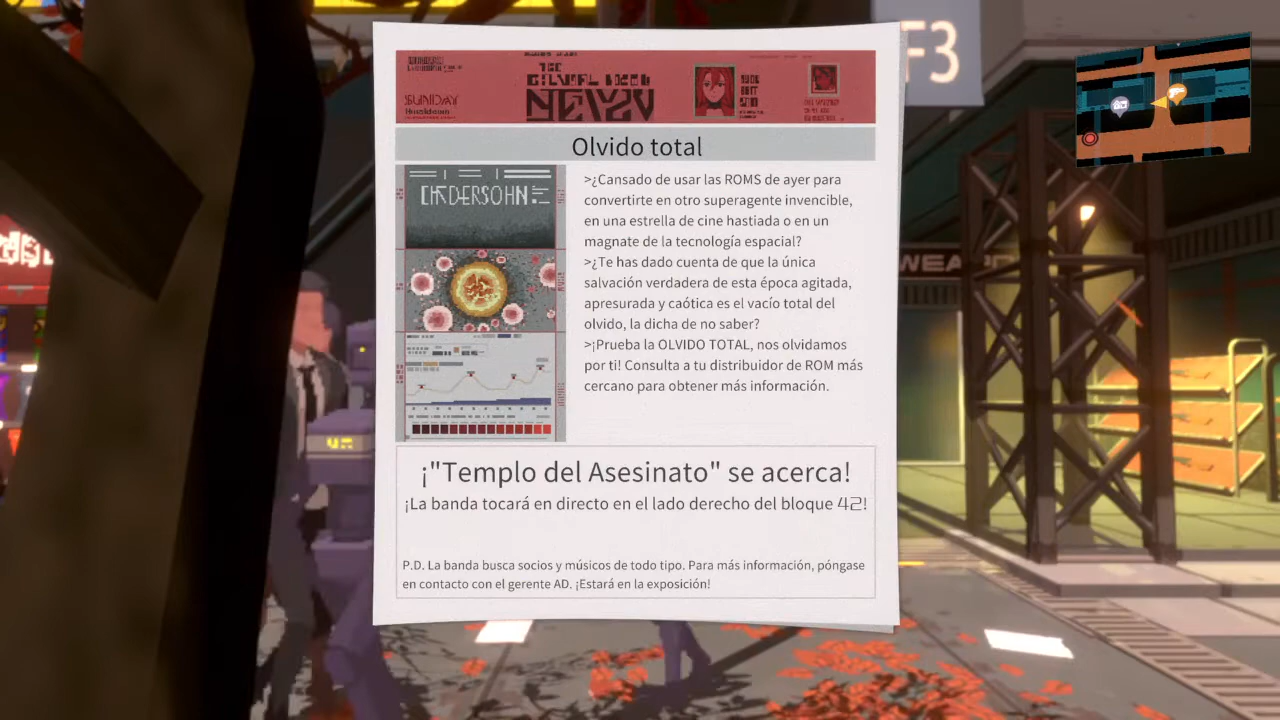 F3
THE
NEWZV
SUNDAY
Olvido total
CHADERSOHN
>¿Cansado de usar las ROMS de ayer para
convertirte en otro superagente invencible,
en una estrella de cine hastiada o en un
magnate de la tecnología espacial?
>¿Te has dado cuenta de que la única
salvación verdadera de esta época agitada,
apresurada y caótica es el vacío total del
olvido, la dicha de no saber?
>¡Prueba la OLVIDO TOTAL, nos olvidamos
por ti! Consulta a tu distribuidor de ROM más
cercano para obtener más información.
¡"Templo del Asesinato" se acerca!
¡La banda tocará en directo en el lado derecho del bloque 42!
P.D. La banda busca socios y músicos de todo tipo. Para más información, póngase
en contacto con el gerente AD. ¡Estará en la exposición!